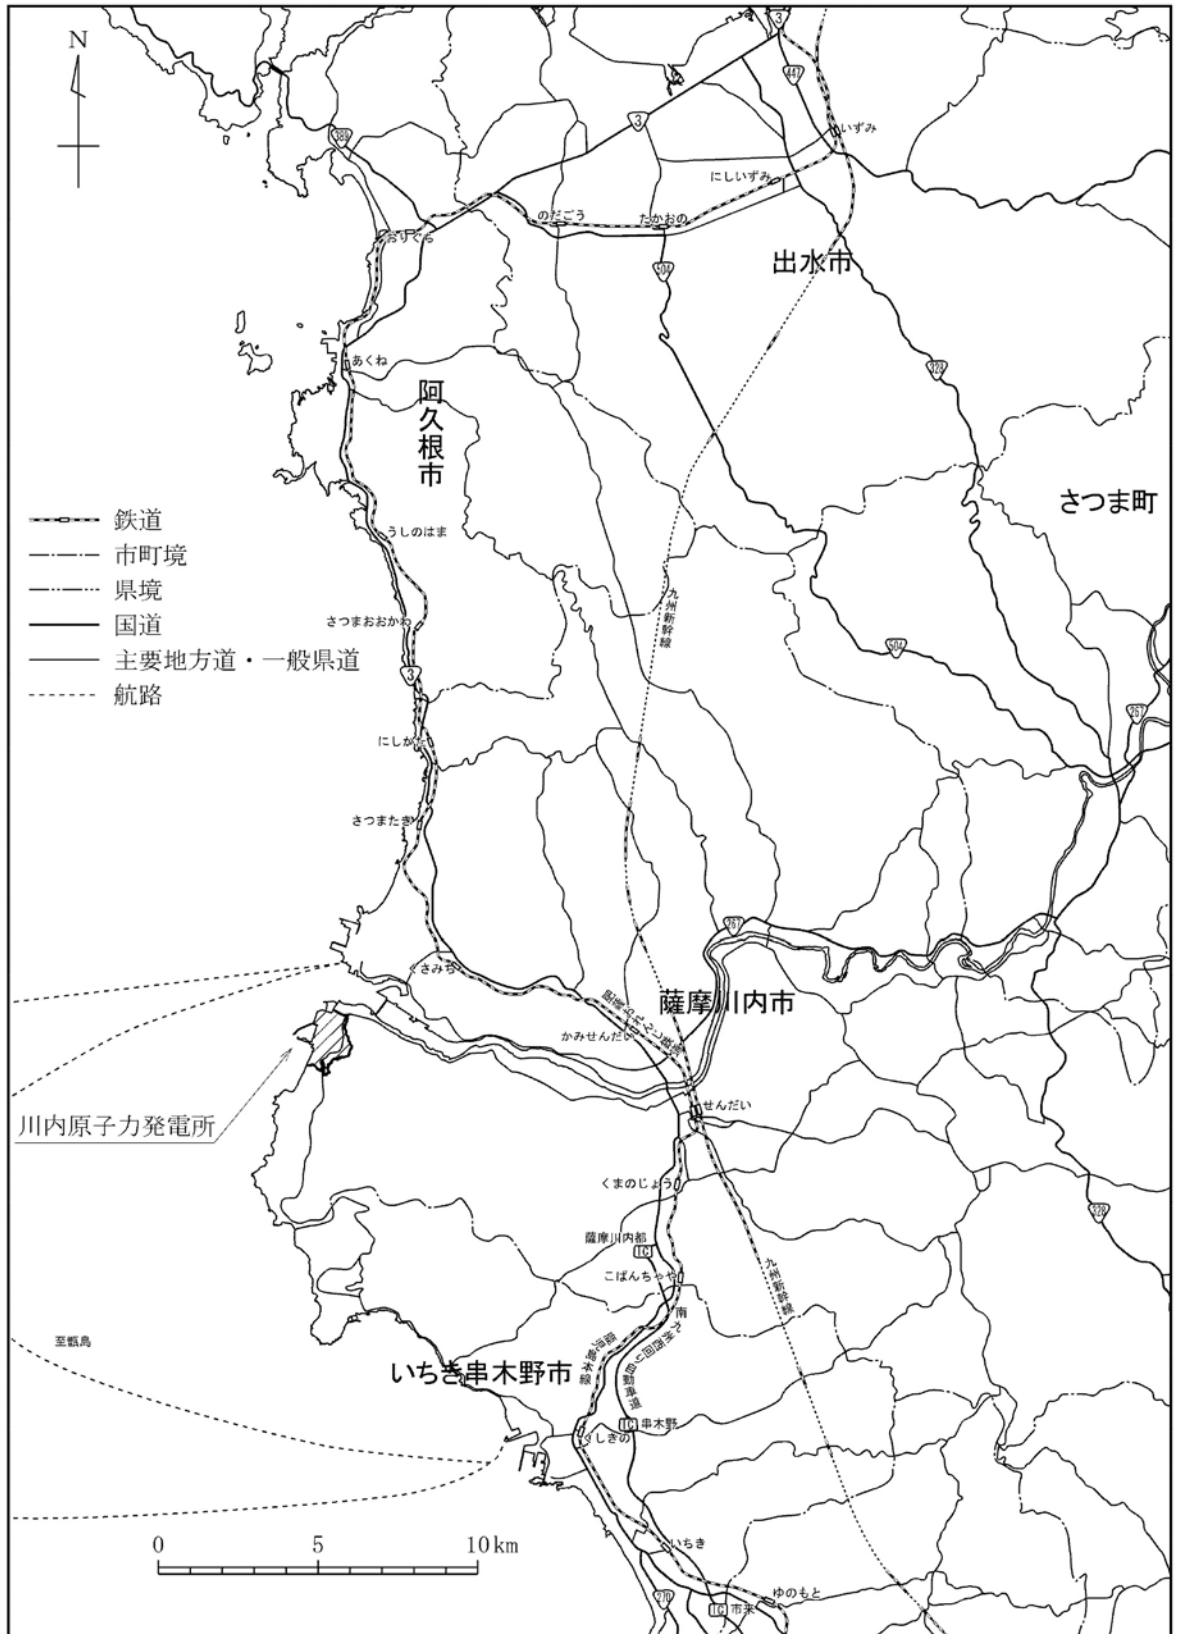 N
3
447
389
3
いずみ
にしいずみ
のだごう
たかおの
おりぐち
出水市
504
328
あくね
阿久根市
さつま町
鉄道
市町境
県境
国道
主要地方道・一般県道
航路
うしのはま
さつまおおかわ
九州新幹線
504
3
267
にしかた
さつまたき
267
くさみち
薩摩川内市
かみせんだい
川内原子力発電所
せんだい
くまのじょう
328
薩摩川内都
IC
こばんちゃや
九州新幹線
至甑島
南九州西回り自動車道
鹿児島本線
いちき串木野市
IC 串木野
くしきの
0 5 10km
いちき
270
ゆのもと
IC 市来